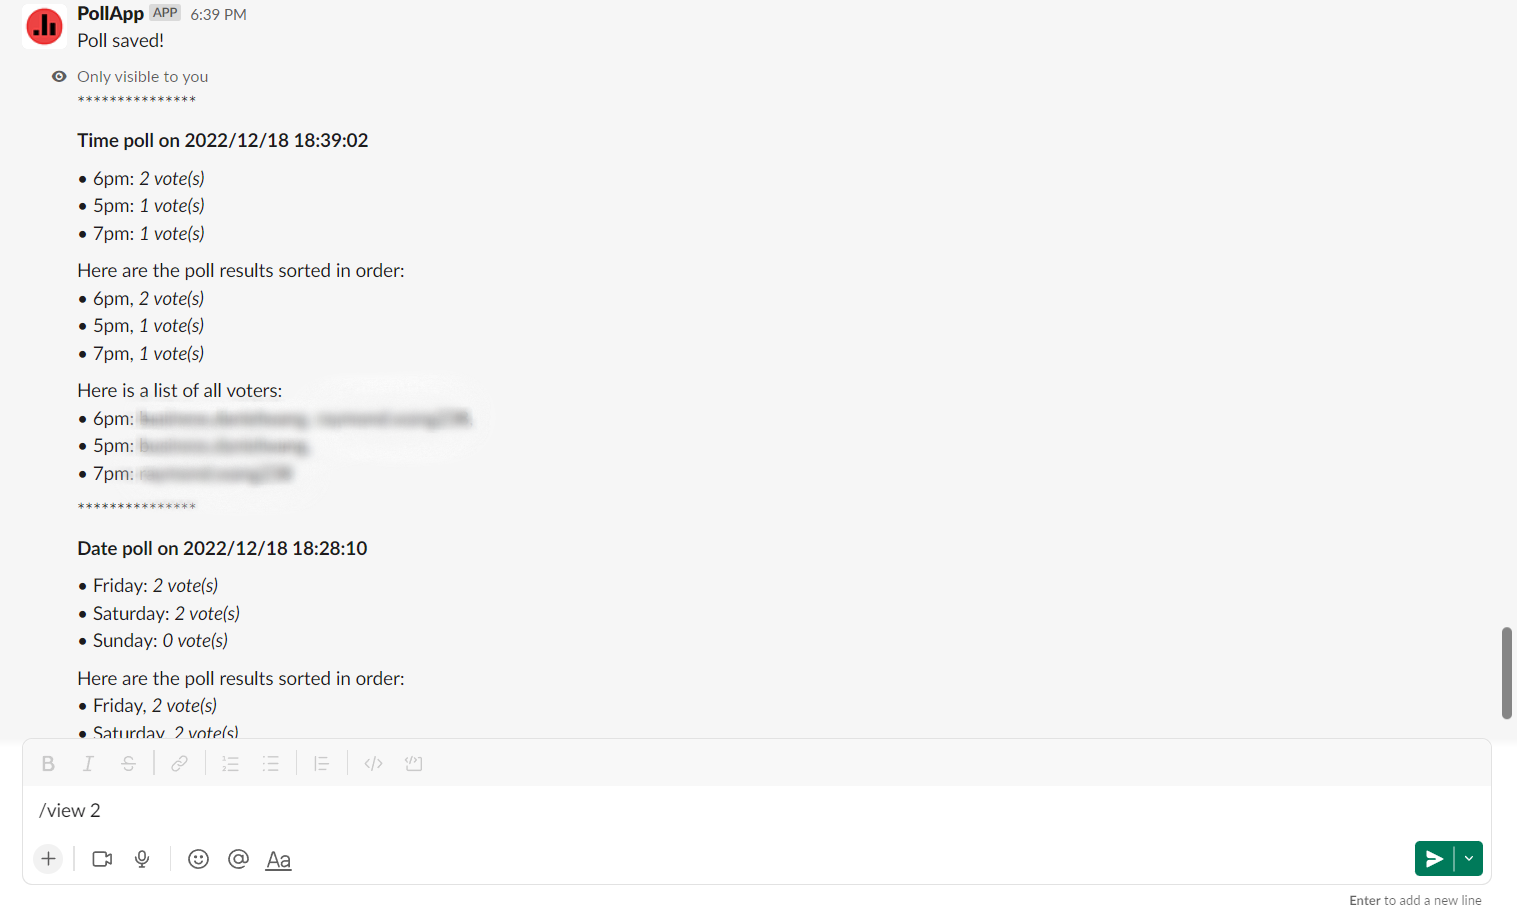 PollApp APP 6:39 PM
Poll saved!
Only visible to you
***************
Time poll on 2022/12/18 18:39:02
• 6pm: 2 vote(s)
• 5pm: 1 vote(s)
• 7pm: 1 vote(s)
Here are the poll results sorted in order:
• 6pm, 2 vote(s)
• 5pm, 1 vote(s)
• 7pm, 1 vote(s)
Here is a list of all voters:
• 6pm:
• 5pm:
• 7pm:
***************
Date poll on 2022/12/18 18:28:10
• Friday: 2 vote(s)
• Saturday: 2 vote(s)
• Sunday: 0 vote(s)
Here are the poll results sorted in order:
• Friday, 2 vote(s)
• Saturday, 2 vote(s)
/view 2
Aa
Enter to add a new line